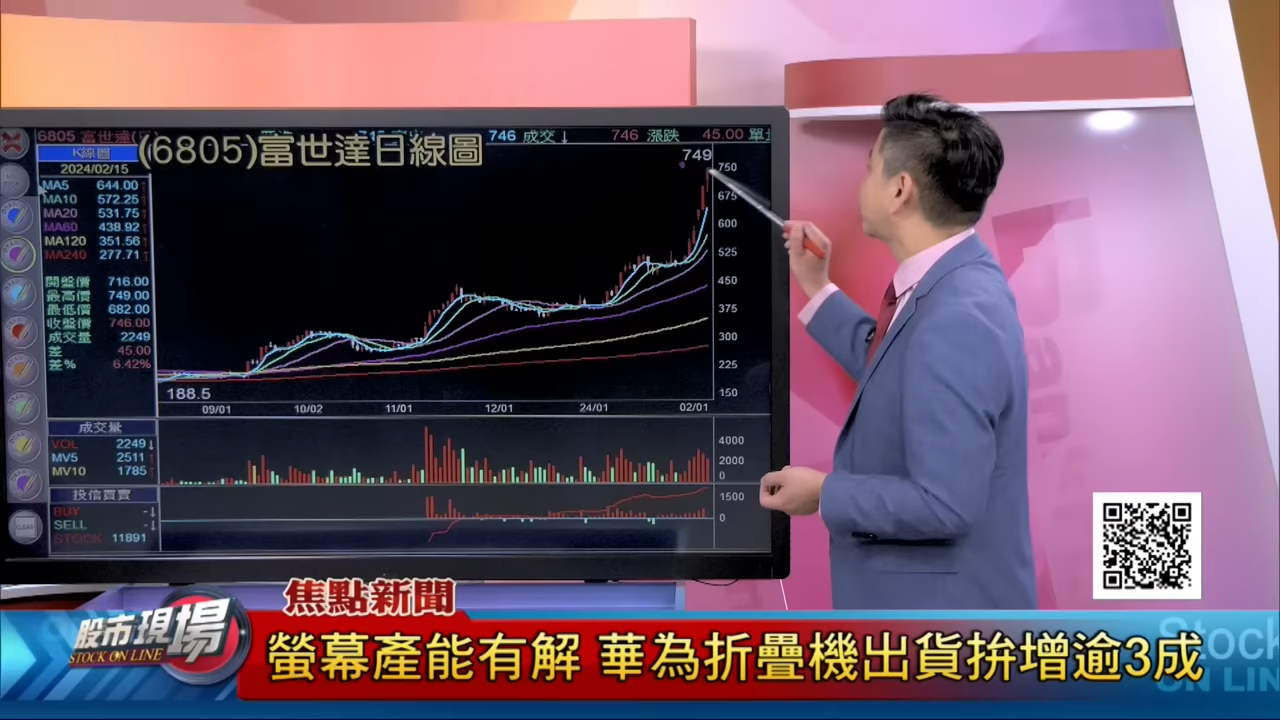 6805 富世達
746 成交↓ 746 漲跌 45.00 單量
(6805)富世達日線圖
K線圖
2024/02/15
MA5 644.00↑
MA10 572.25↑
MA20 531.75↑
MA60 438.92↑
MA120 351.56↑
MA240 277.71↑
開盤價 716.00
最高價 749.00
最低價 682.00
收盤價 746.00
成交量 2249
差 45.00
差% 6.42%
749
750
675
600
525
450
375
300
225
150
188.5
09/01 10/02 11/01 12/01 24/01 02/01
成交量
VOL 2249↓
MV5 2511↑
MV10 1785↑
4000
2000
0
投信買賣
BUY -↓
SELL -↓
STOCK 11891
1500
0
CLEAR
焦點新聞
股市現場
STOCK ON LINE
螢幕產能有解 華為折疊機出貨拚增逾3成
Stock
ON LIN